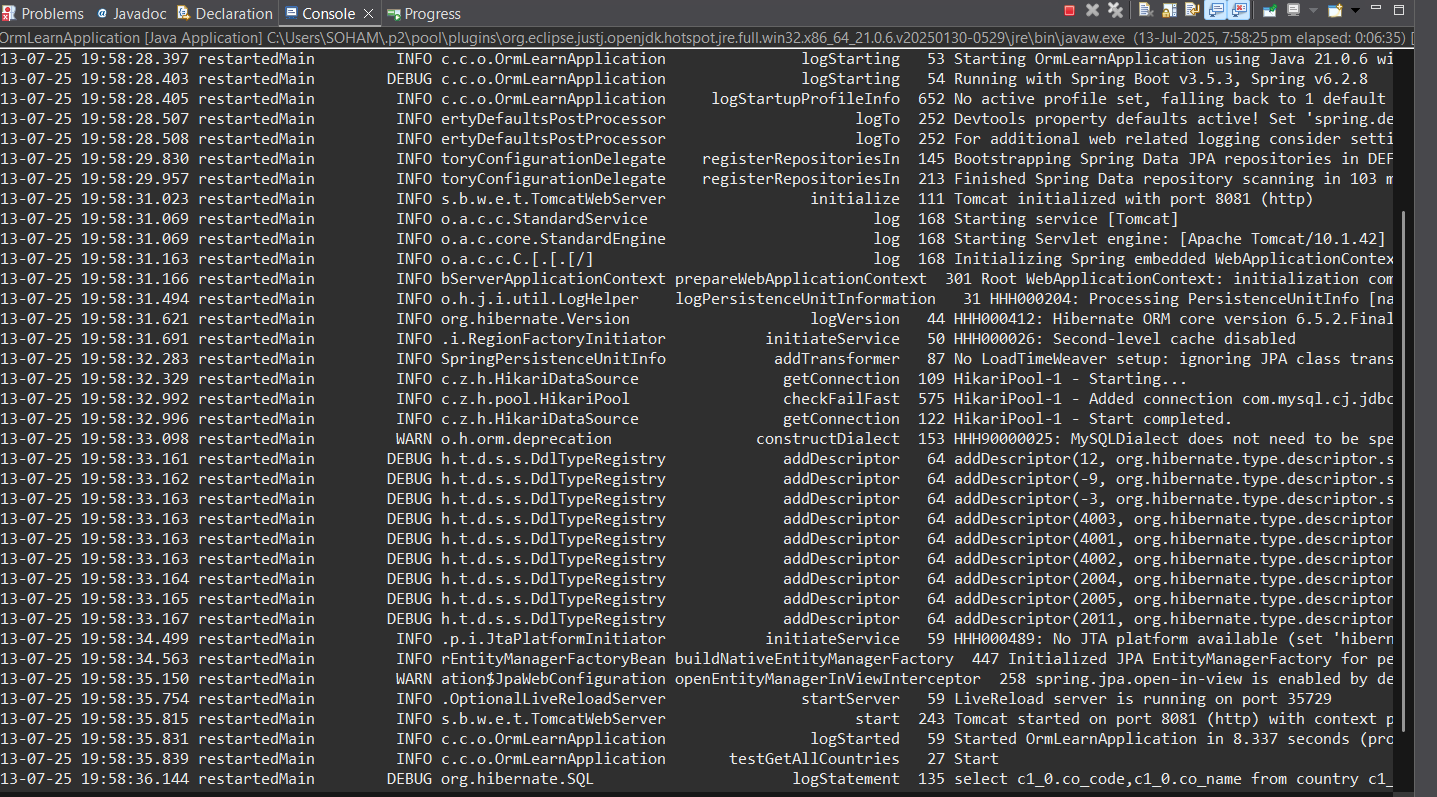 Problems Javadoc Declaration Console Progress
OrmLearnApplication [Java Application] C:\Users\SOHAM\.p2\pool\plugins\org.eclipse.justj.openjdk.hotspot.jre.full.win32.x86_64_21.0.6.v20250130-0529\jre\bin\javaw.exe (13-Jul-2025, 7:58:25 pm elapsed: 0:06:35) [
13-07-25 19:58:28.397 restartedMain INFO c.c.o.OrmLearnApplication logStarting 53 Starting OrmLearnApplication using Java 21.0.6 wi
13-07-25 19:58:28.403 restartedMain DEBUG c.c.o.OrmLearnApplication logStarting 54 Running with Spring Boot v3.5.3, Spring v6.2.8
13-07-25 19:58:28.405 restartedMain INFO c.c.o.OrmLearnApplication logStartupProfileInfo 652 No active profile set, falling back to 1 default
13-07-25 19:58:28.507 restartedMain INFO ertyDefaultsPostProcessor logTo 252 Devtools property defaults active! Set 'spring.de
13-07-25 19:58:28.508 restartedMain INFO ertyDefaultsPostProcessor logTo 252 For additional web related logging consider setti
13-07-25 19:58:29.830 restartedMain INFO toryConfigurationDelegate registerRepositoriesIn 145 Bootstrapping Spring Data JPA repositories in DEF
13-07-25 19:58:29.957 restartedMain INFO toryConfigurationDelegate registerRepositoriesIn 213 Finished Spring Data repository scanning in 103 m
13-07-25 19:58:31.023 restartedMain INFO s.b.w.e.t.TomcatWebServer initialize 111 Tomcat initialized with port 8081 (http)
13-07-25 19:58:31.069 restartedMain INFO o.a.c.c.StandardService log 168 Starting service [Tomcat]
13-07-25 19:58:31.069 restartedMain INFO o.a.c.core.StandardEngine log 168 Starting Servlet engine: [Apache Tomcat/10.1.42]
13-07-25 19:58:31.163 restartedMain INFO o.a.c.c.C.[.[.[/] log 168 Initializing Spring embedded WebApplicationContex
13-07-25 19:58:31.166 restartedMain INFO bServerApplicationContext prepareWebApplicationContext 301 Root WebApplicationContext: initialization com
13-07-25 19:58:31.494 restartedMain INFO o.h.j.i.util.LogHelper logPersistenceUnitInformation 31 HHH000204: Processing PersistenceUnitInfo [na
13-07-25 19:58:31.621 restartedMain INFO org.hibernate.Version logVersion 44 HHH000412: Hibernate ORM core version 6.5.2.Final
13-07-25 19:58:31.691 restartedMain INFO .i.RegionFactoryInitiator initiateService 50 HHH000026: Second-level cache disabled
13-07-25 19:58:32.283 restartedMain INFO SpringPersistenceUnitInfo addTransformer 87 No LoadTimeWeaver setup: ignoring JPA class trans
13-07-25 19:58:32.329 restartedMain INFO c.z.h.HikariDataSource getConnection 109 HikariPool-1 - Starting...
13-07-25 19:58:32.992 restartedMain INFO c.z.h.pool.HikariPool checkFailFast 575 HikariPool-1 - Added connection com.mysql.cj.jdbc
13-07-25 19:58:32.996 restartedMain INFO c.z.h.HikariDataSource getConnection 122 HikariPool-1 - Start completed.
13-07-25 19:58:33.098 restartedMain WARN o.h.orm.deprecation constructDialect 153 HHH90000025: MySQLDialect does not need to be spe
13-07-25 19:58:33.161 restartedMain DEBUG h.t.d.s.s.DdlTypeRegistry addDescriptor 64 addDescriptor(12, org.hibernate.type.descriptor.s
13-07-25 19:58:33.162 restartedMain DEBUG h.t.d.s.s.DdlTypeRegistry addDescriptor 64 addDescriptor(-9, org.hibernate.type.descriptor.s
13-07-25 19:58:33.163 restartedMain DEBUG h.t.d.s.s.DdlTypeRegistry addDescriptor 64 addDescriptor(-3, org.hibernate.type.descriptor.s
13-07-25 19:58:33.163 restartedMain DEBUG h.t.d.s.s.DdlTypeRegistry addDescriptor 64 addDescriptor(4003, org.hibernate.type.descriptor
13-07-25 19:58:33.163 restartedMain DEBUG h.t.d.s.s.DdlTypeRegistry addDescriptor 64 addDescriptor(4001, org.hibernate.type.descriptor
13-07-25 19:58:33.163 restartedMain DEBUG h.t.d.s.s.DdlTypeRegistry addDescriptor 64 addDescriptor(4002, org.hibernate.type.descriptor
13-07-25 19:58:33.164 restartedMain DEBUG h.t.d.s.s.DdlTypeRegistry addDescriptor 64 addDescriptor(2004, org.hibernate.type.descriptor
13-07-25 19:58:33.165 restartedMain DEBUG h.t.d.s.s.DdlTypeRegistry addDescriptor 64 addDescriptor(2005, org.hibernate.type.descriptor
13-07-25 19:58:33.167 restartedMain DEBUG h.t.d.s.s.DdlTypeRegistry addDescriptor 64 addDescriptor(2011, org.hibernate.type.descriptor
13-07-25 19:58:34.499 restartedMain INFO .p.i.JtaPlatformInitiator initiateService 59 HHH000489: No JTA platform available (set 'hibern
13-07-25 19:58:34.563 restartedMain INFO rEntityManagerFactoryBean buildNativeEntityManagerFactory 447 Initialized JPA EntityManagerFactory for pe
13-07-25 19:58:35.150 restartedMain WARN ation$JpaWebConfiguration openEntityManagerInViewInterceptor 258 spring.jpa.open-in-view is enabled by de
13-07-25 19:58:35.754 restartedMain INFO .OptionalLiveReloadServer startServer 59 LiveReload server is running on port 35729
13-07-25 19:58:35.815 restartedMain INFO s.b.w.e.t.TomcatWebServer start 243 Tomcat started on port 8081 (http) with context p
13-07-25 19:58:35.831 restartedMain INFO c.c.o.OrmLearnApplication logStarted 59 Started OrmLearnApplication in 8.337 seconds (pro
13-07-25 19:58:35.839 restartedMain INFO c.c.o.OrmLearnApplication testGetAllCountries 27 Start
13-07-25 19:58:36.144 restartedMain DEBUG org.hibernate.SQL logStatement 135 select c1_0.co_code,c1_0.co_name from country c1_